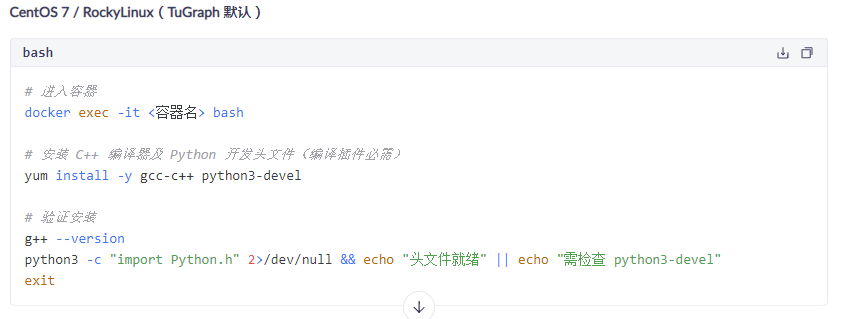 CentOS 7 / RockyLinux（TuGraph 默认）
bash
# 进入容器
docker exec -it <容器名> bash
# 安装 C++ 编译器及 Python 开发头文件（编译插件必需）
yum install -y gcc-c++ python3-devel
# 验证安装
g++ --version
python3 -c "import Python.h" 2>/dev/null && echo "头文件就绪" || echo "需检查 python3-devel"
exit